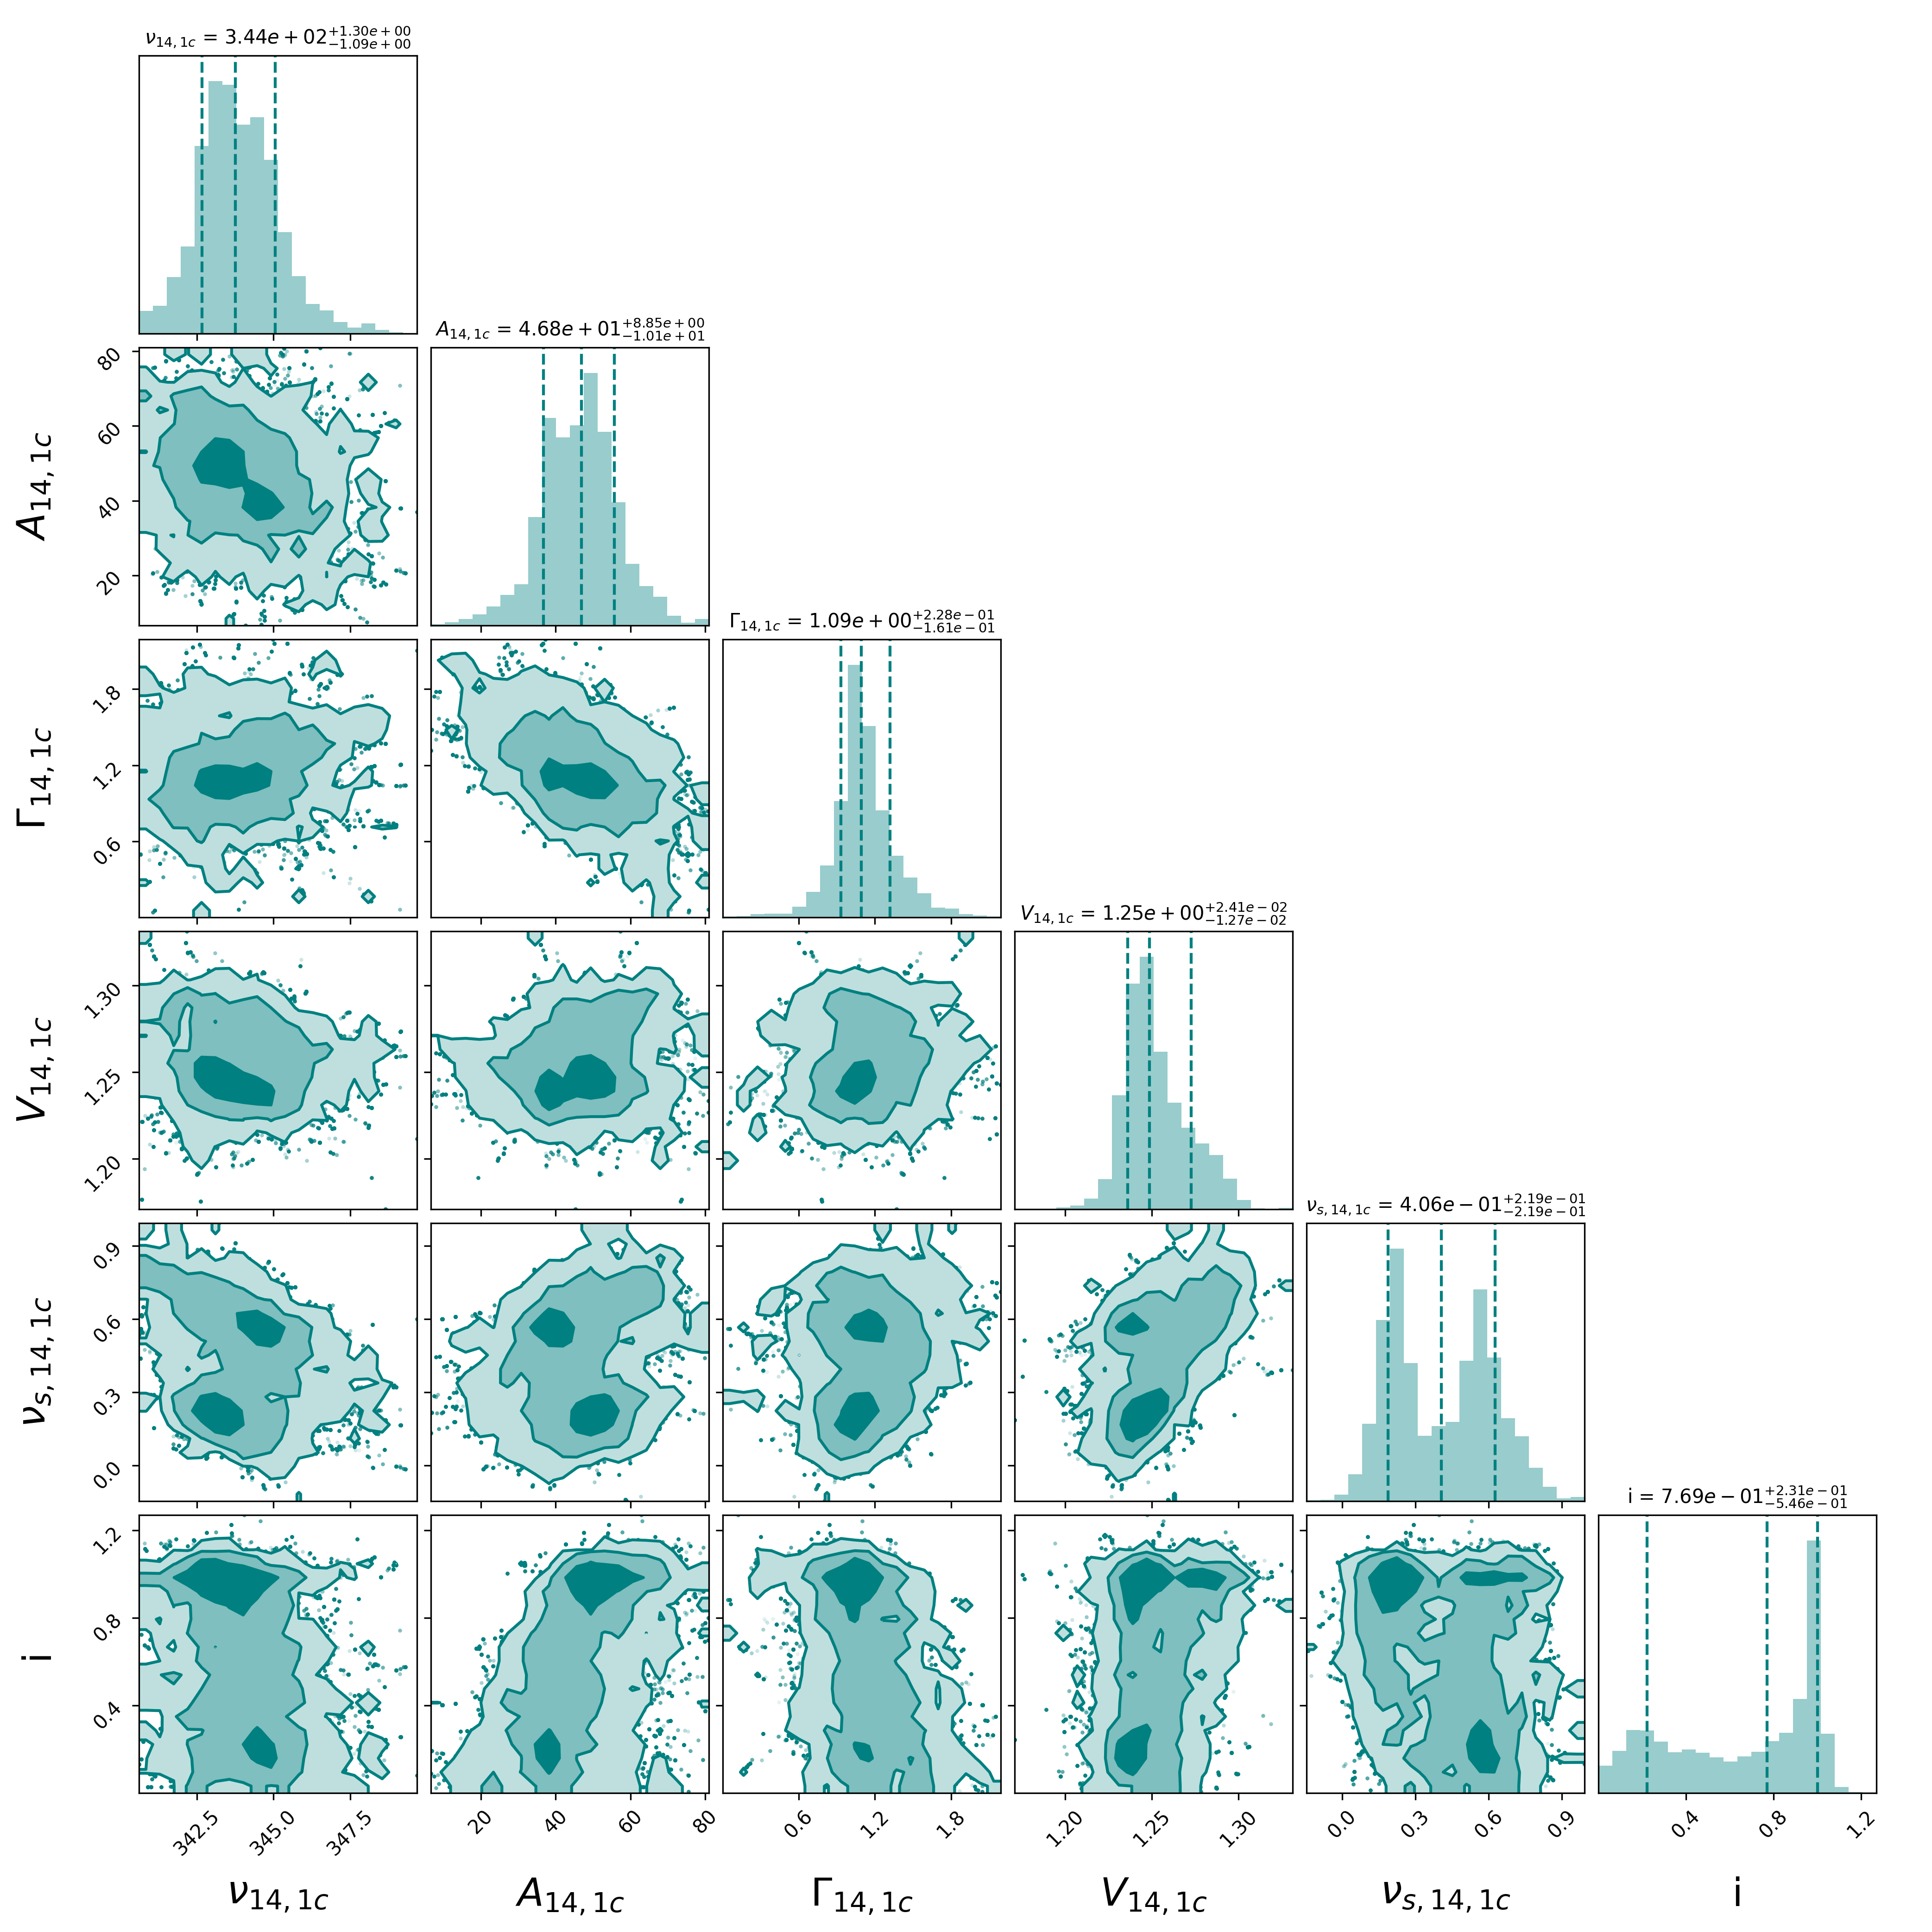 ν14,1c = 3.44e + 02 +1.30e+00 −1.09e+00
A14,1c = 4.68e + 01 +8.85e+00 −1.01e+01
Γ14,1c = 1.09e + 00 +2.28e−01 −1.61e−01
V14,1c = 1.25e + 00 +2.41e−02 −1.27e−02
νs,14,1c = 4.06e − 01 +2.19e−01 −2.19e−01
i = 7.69e − 01 +2.31e−01 −5.46e−01
A14,1c
80
60
40
20
Γ14,1c
1.8
1.2
0.6
V14,1c
1.30
1.25
1.20
νs,14,1c
0.9
0.6
0.3
0.0
i
1.2
0.8
0.4
342.5 345.0 347.5
20 40 60 80
0.6 1.2 1.8
1.20 1.25 1.30
0.0 0.3 0.6 0.9
0.4 0.8 1.2
ν14,1c A14,1c Γ14,1c V14,1c νs,14,1c i